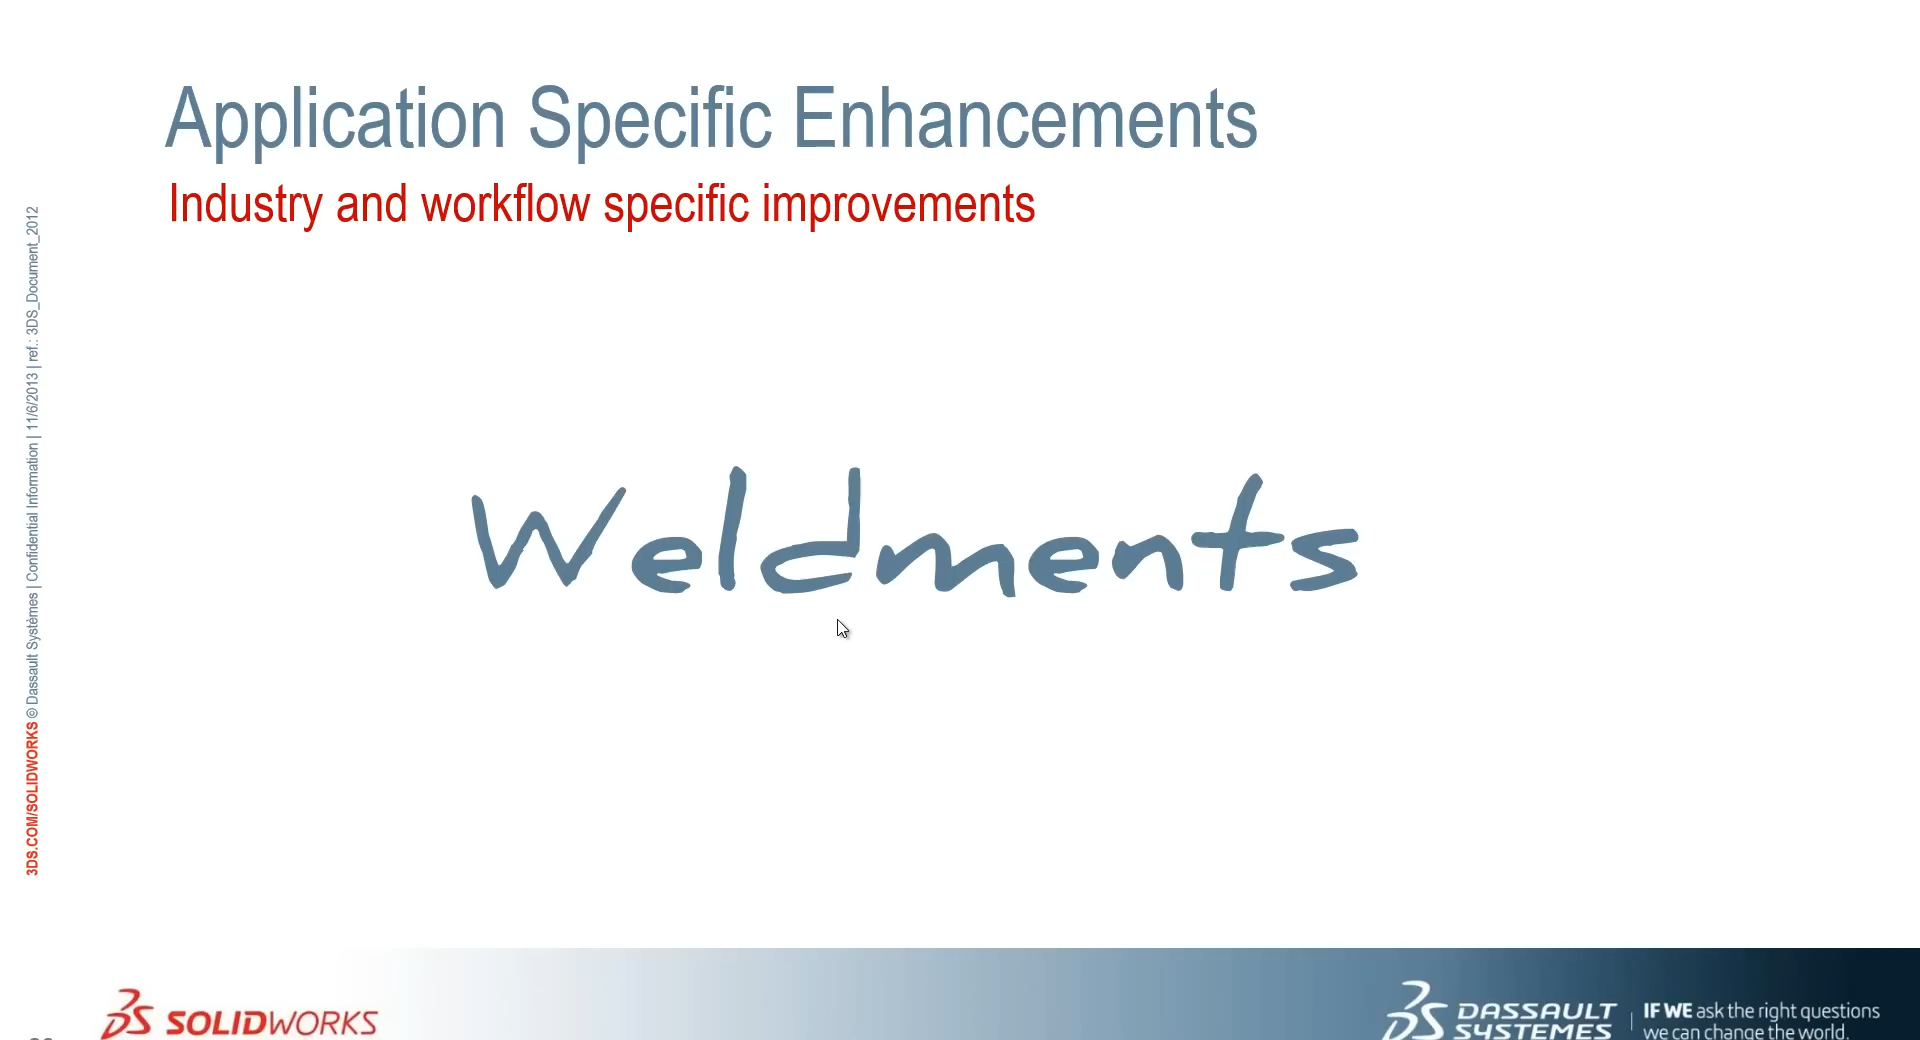 Application Specific Enhancements
Industry and workflow specific improvements
3DS.COM/SOLIDWORKS © Dassault Systèmes | Confidential Information | 11/6/2013 | ref.: 3DS_Document_2012
Weldments
SOLIDWORKS
DASSAULT
SYSTEMES
IF WE ask the right questions
we can change the world.